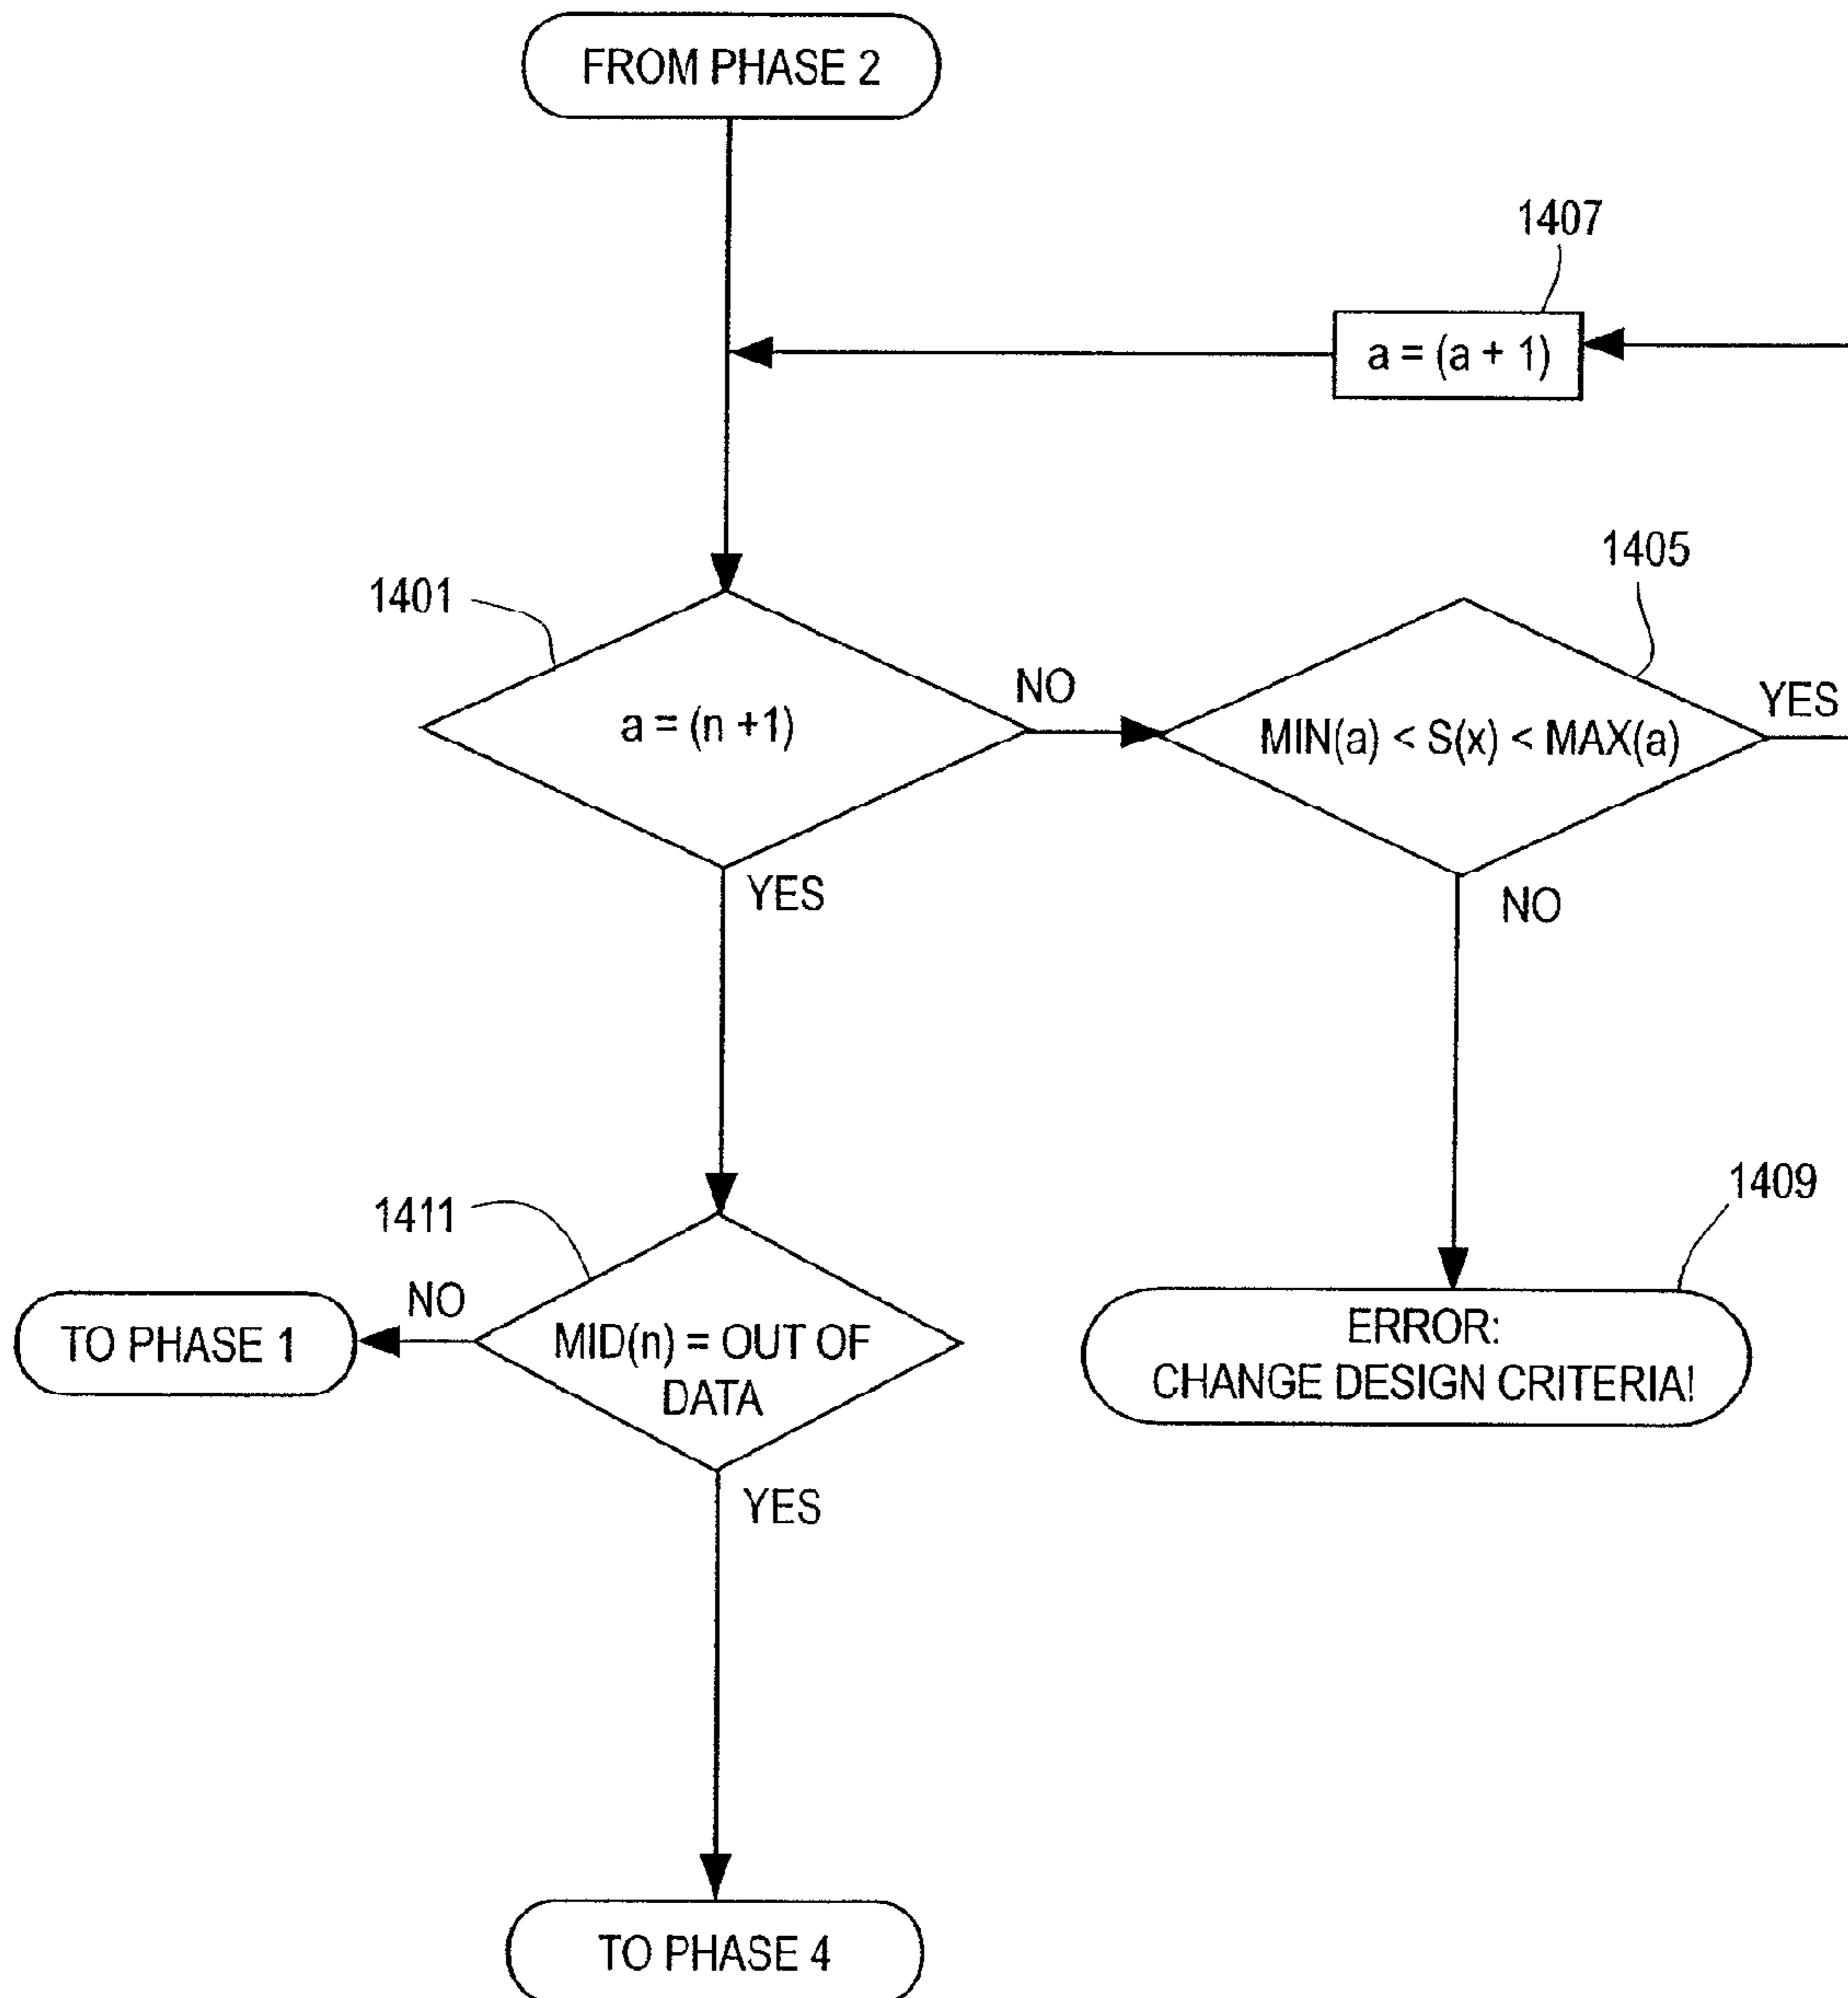 FROM PHASE 2
1407
a = (a + 1)
1401
a = (n +1)
NO
1405
MIN(a) < S(x) < MAX(a)
YES
YES
NO
1411
MID(n) = OUT OF
DATA
NO
TO PHASE 1
1409
ERROR:
CHANGE DESIGN CRITERIA!
YES
TO PHASE 4